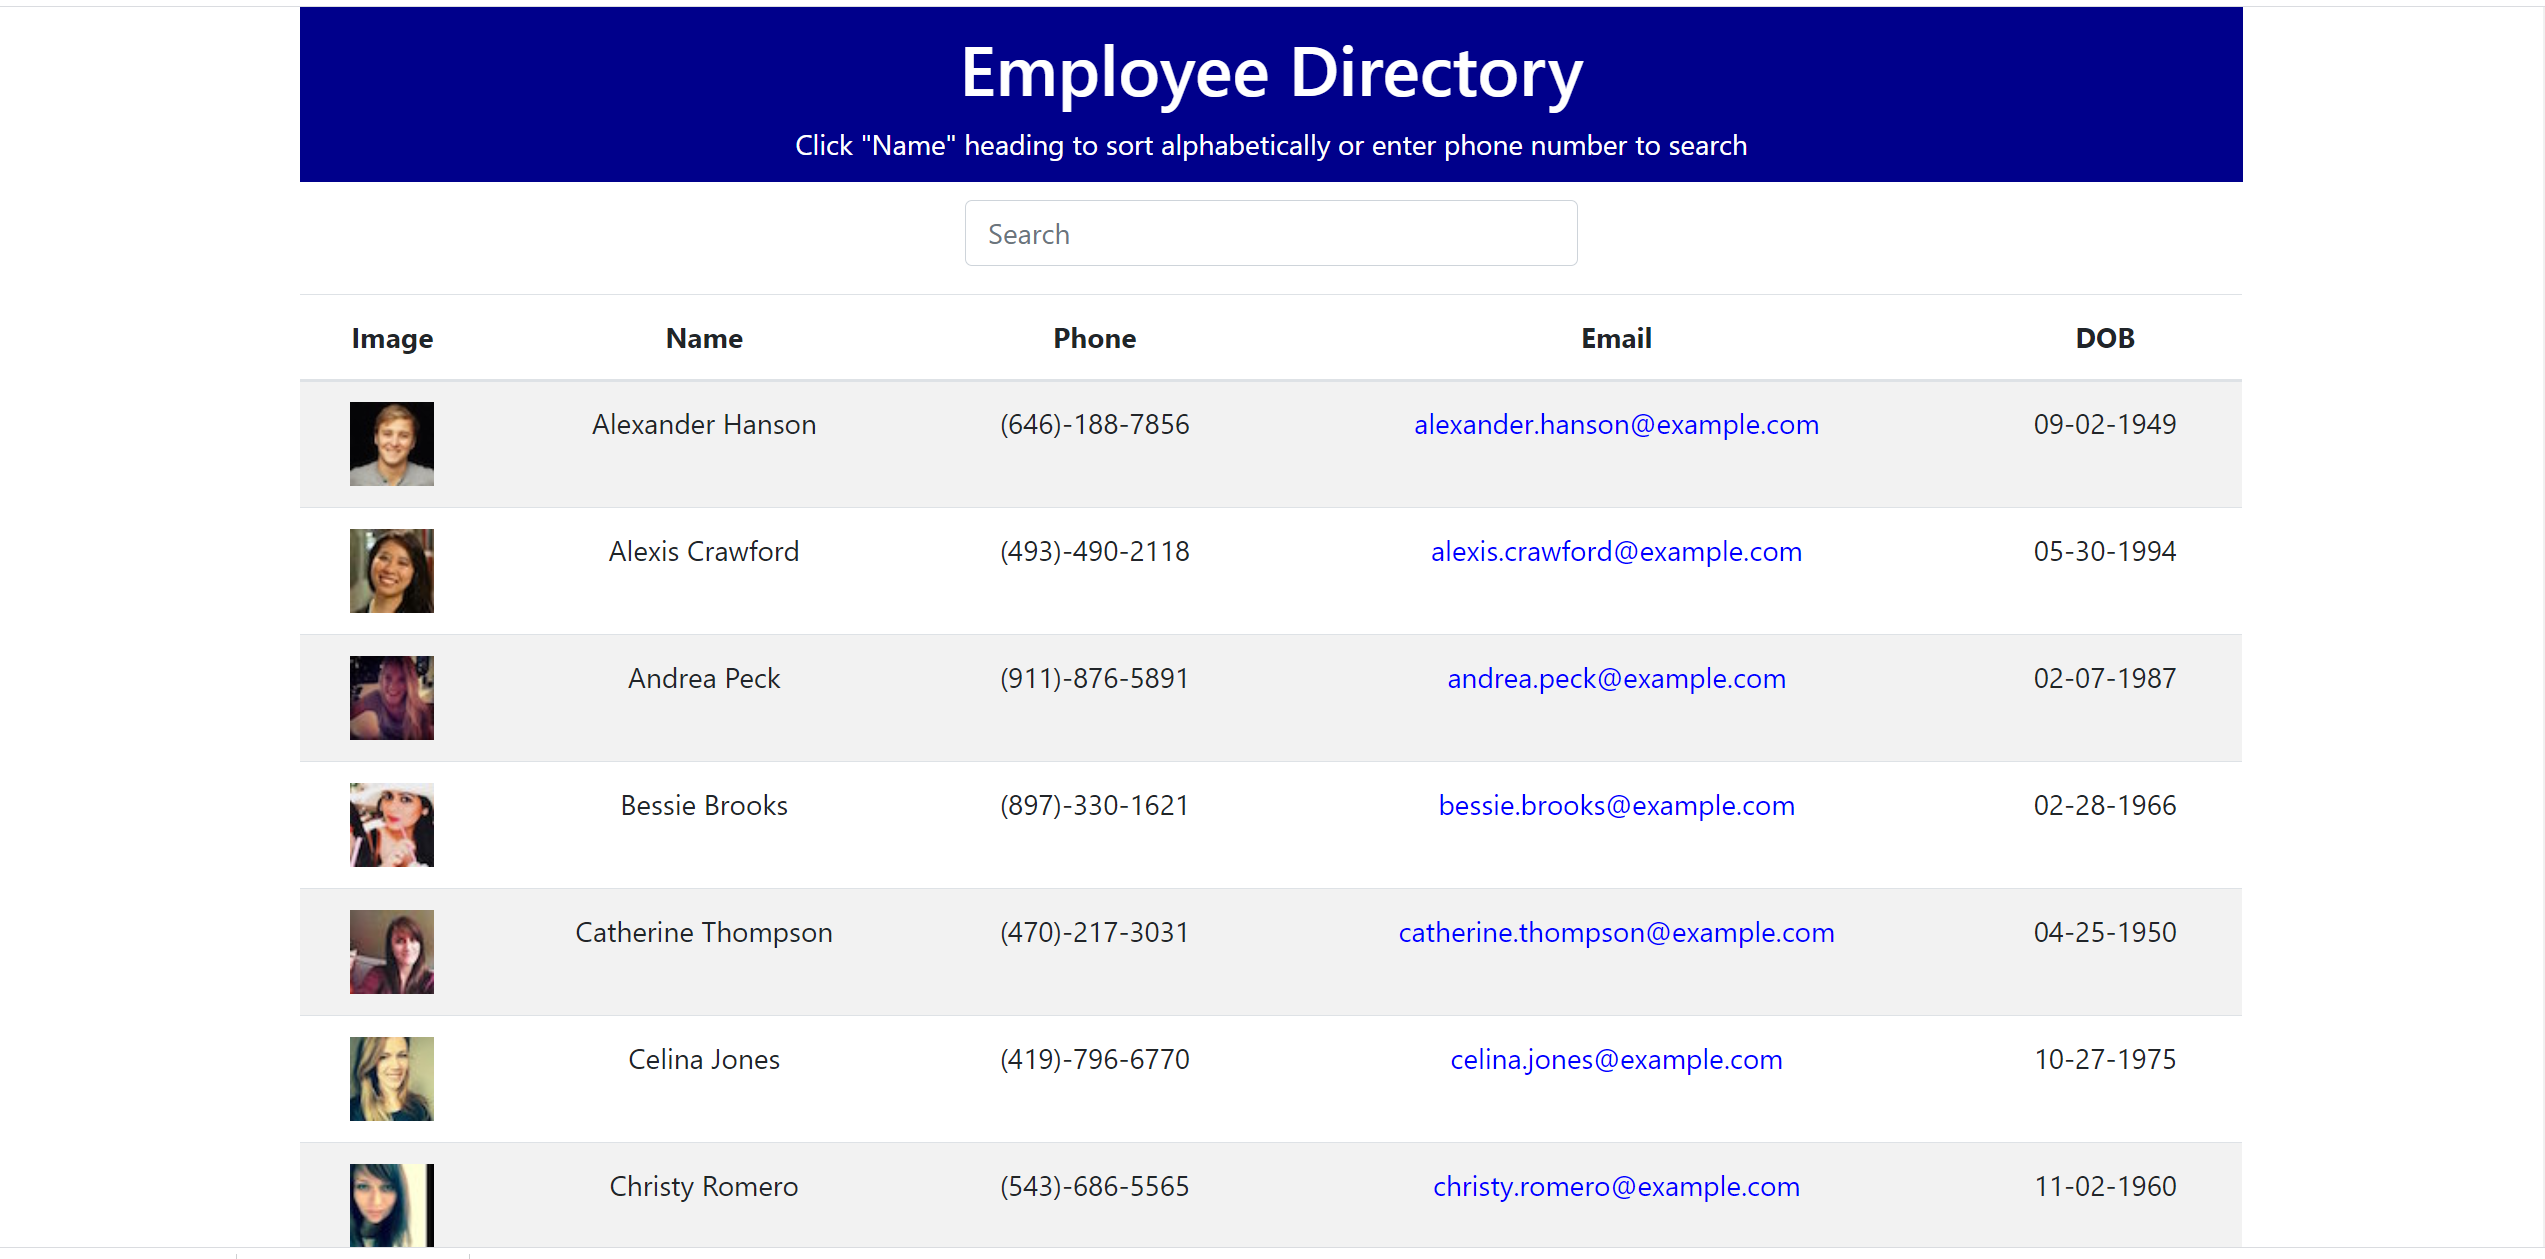 Employee Directory
Click "Name" heading to sort alphabetically or enter phone number to search
Search
Image Name Phone Email DOB
Alexander Hanson (646)-188-7856 alexander.hanson@example.com 09-02-1949
Alexis Crawford (493)-490-2118 alexis.crawford@example.com 05-30-1994
Andrea Peck (911)-876-5891 andrea.peck@example.com 02-07-1987
Bessie Brooks (897)-330-1621 bessie.brooks@example.com 02-28-1966
Catherine Thompson (470)-217-3031 catherine.thompson@example.com 04-25-1950
Celina Jones (419)-796-6770 celina.jones@example.com 10-27-1975
Christy Romero (543)-686-5565 christy.romero@example.com 11-02-1960